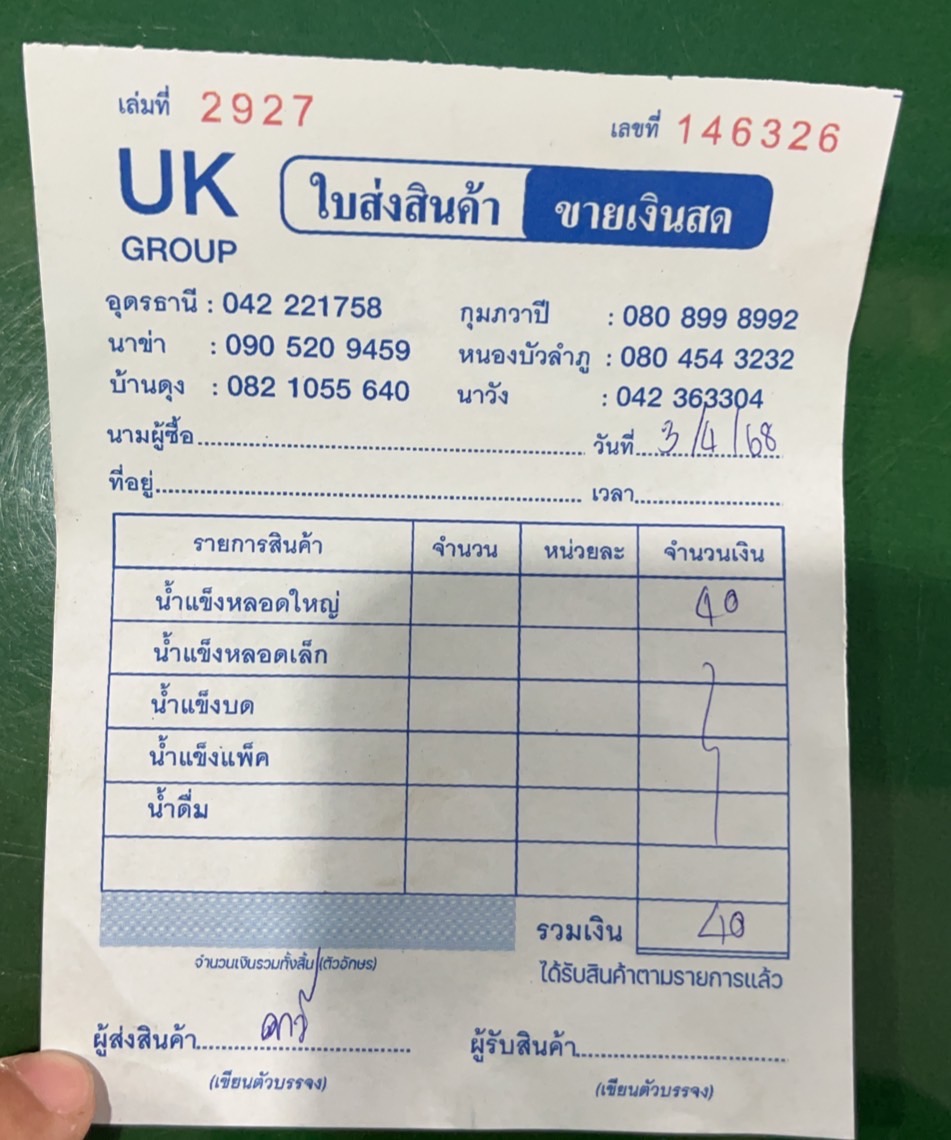 เล่มที่ 2927 เลขที่ 146326
UK GROUP ใบส่งสินค้า ขายเงินสด
อุดรธานี : 042 221758 กุมภวาปี : 080 899 8992
นาข่า : 090 520 9459 หนองบัวลำภู : 080 454 3232
บ้านดุง : 082 1055 640 นาวัง : 042 363304
นามผู้ซื้อ วันที่ 3/4/68
ที่อยู่ เวลา
รายการสินค้า จำนวน หน่วยละ จำนวนเงิน
น้ำแข็งหลอดใหญ่ 40
น้ำแข็งหลอดเล็ก
น้ำแข็งบด
น้ำแข็งแพ็ค
น้ำดื่ม
รวมเงิน 40
จำนวนเงินรวมทั้งสิ้น (ตัวอักษร) ได้รับสินค้าตามรายการแล้ว
ผู้ส่งสินค้า ผู้รับสินค้า
(เขียนตัวบรรจง) (เขียนตัวบรรจง)